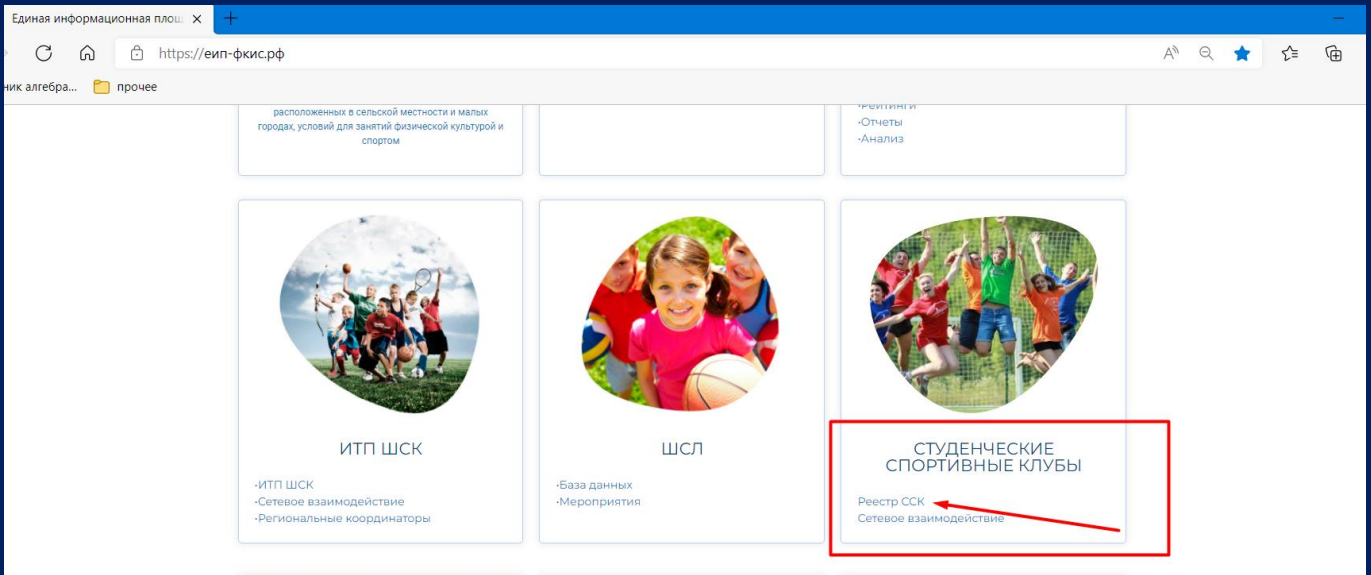 Единая информационная площ
https://еип-фкис.рф
ник алгебра... прочее
расположенных в сельской местности и малых
городах, условий для занятий физической культурой и
спортом
·Рейтинги
·Отчеты
·Анализ
ИТП ШСК
·ИТП ШСК
·Сетевое взаимодействие
·Региональные координаторы
ШСЛ
·База данных
·Мероприятия
СТУДЕНЧЕСКИЕ
СПОРТИВНЫЕ КЛУБЫ
Реестр ССК
Сетевое взаимодействие